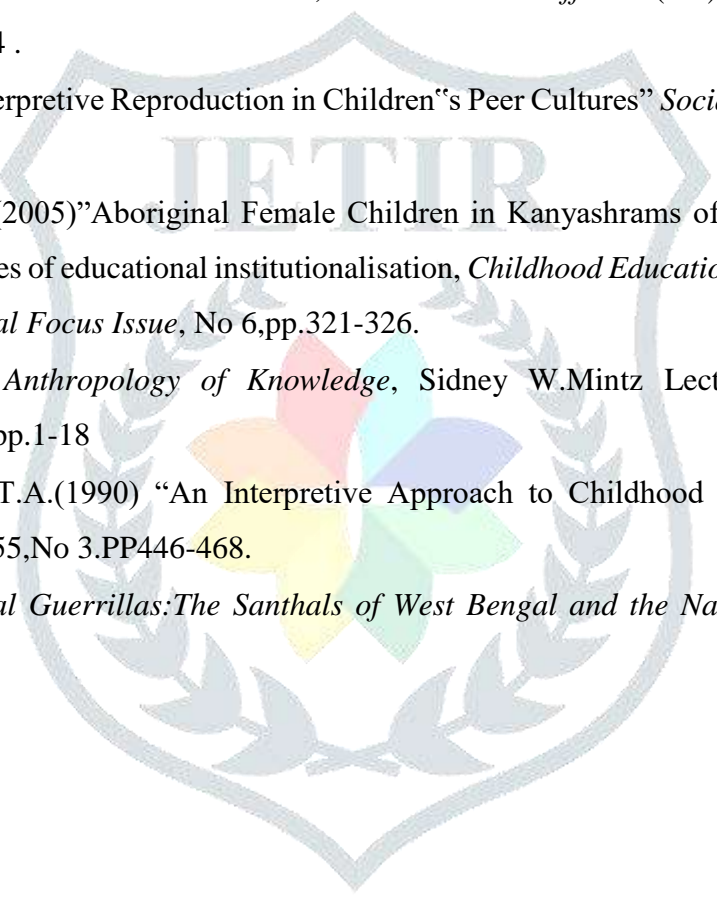 4 .
erpretive Reproduction in Children‟s Peer Cultures” Socie
JETIR
(2005)”Aboriginal Female Children in Kanyashrams of
es of educational institutionalisation, Childhood Educatio
al Focus Issue, No 6,pp.321-326.
Anthropology of Knowledge, Sidney W.Mintz Lect
pp.1-18
T.A.(1990) “An Interpretive Approach to Childhood
55,No 3.PP446-468.
al Guerrillas:The Santhals of West Bengal and the Na